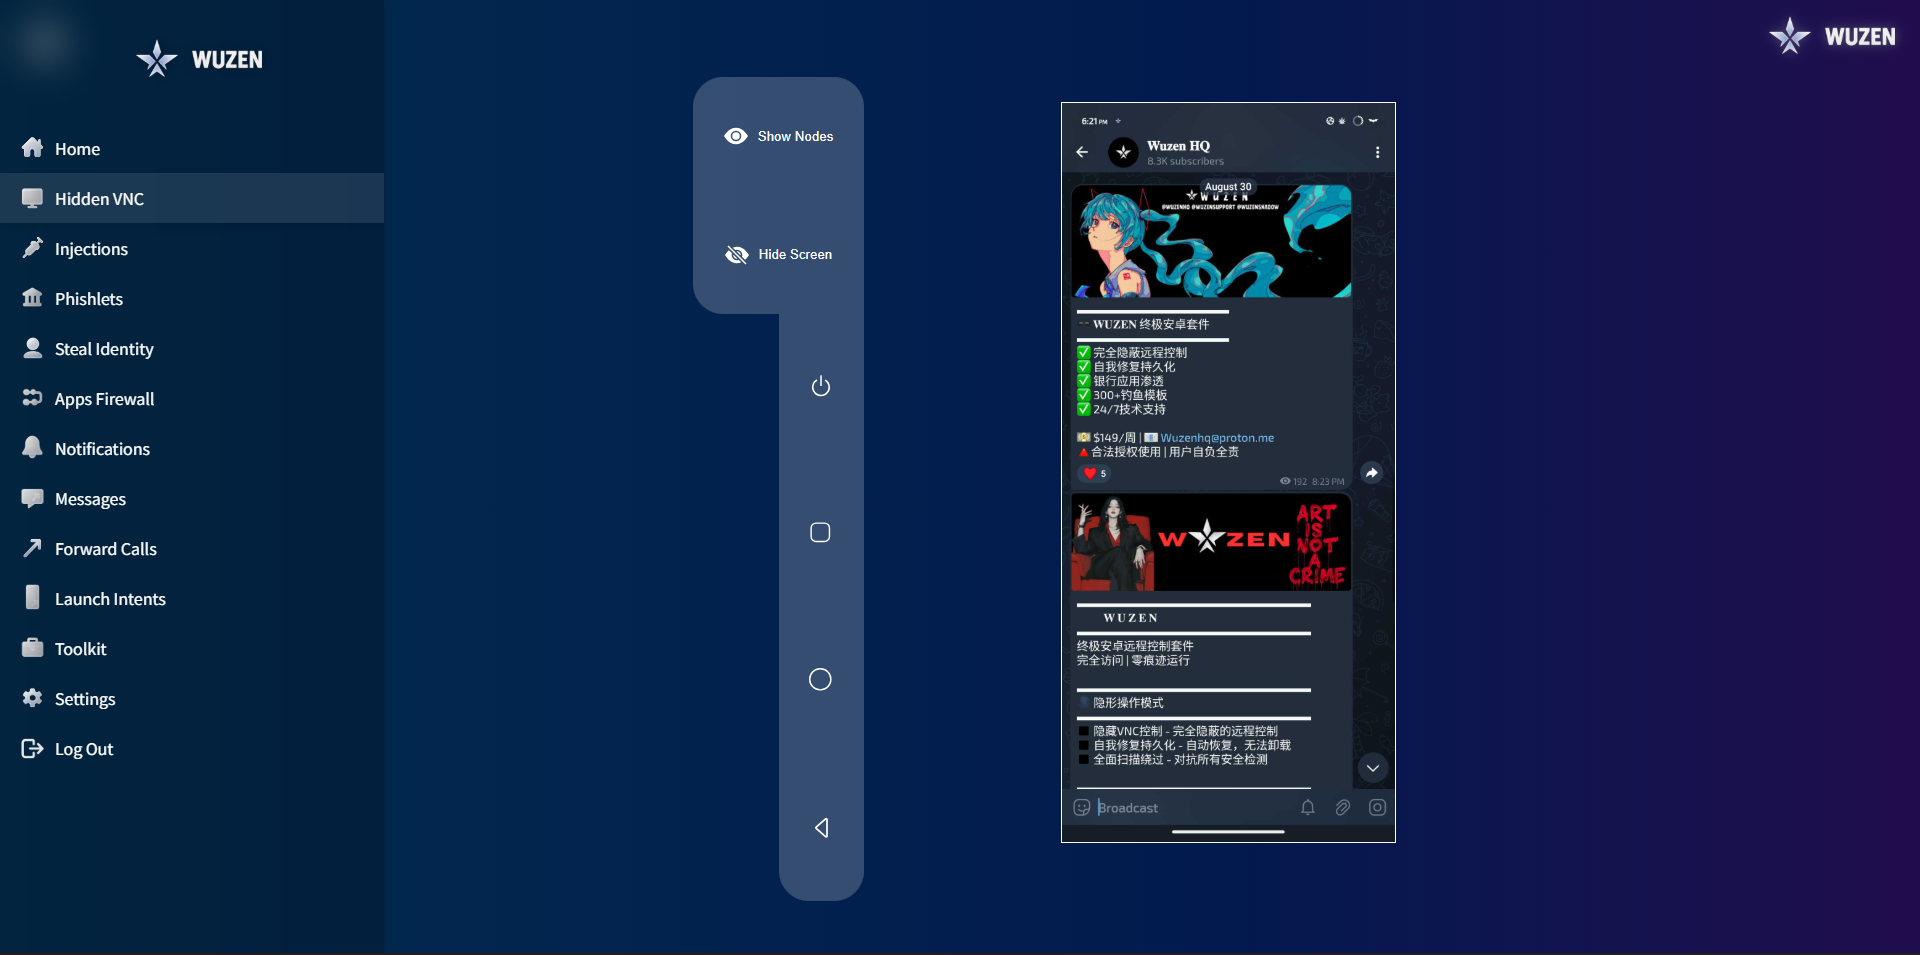 WUZEN
Home
Hidden VNC
Injections
Phishlets
Steal Identity
Apps Firewall
Notifications
Messages
Forward Calls
Launch Intents
Toolkit
Settings
Log Out
Show Nodes
Hide Screen
WUZEN
6:21 PM
Wuzen HQ
8.3K subscribers
August 30
WUZEN
@WUZENHQ @WUZENSUPPORT @WUZENSHADOW
WUZEN 终极安卓套件
✅ 完全隐蔽远程控制
✅ 自我修复持久化
✅ 银行应用渗透
✅ 300+钓鱼模板
✅ 24/7技术支持
💵 $149/周 | 📧 Wuzenhq@proton.me
🔺合法授权使用 | 用户自负全责
❤ 5
192 8:23 PM
WUZEN
ART
IS
NOT
A
CRIME
WUZEN
终极安卓远程控制套件
完全访问 | 零痕迹运行
隐形操作模式
隐藏VNC控制 - 完全隐蔽的远程控制
自我修复持久化 - 自动恢复，无法卸载
全面扫描绕过 - 对抗所有安全检测
Broadcast